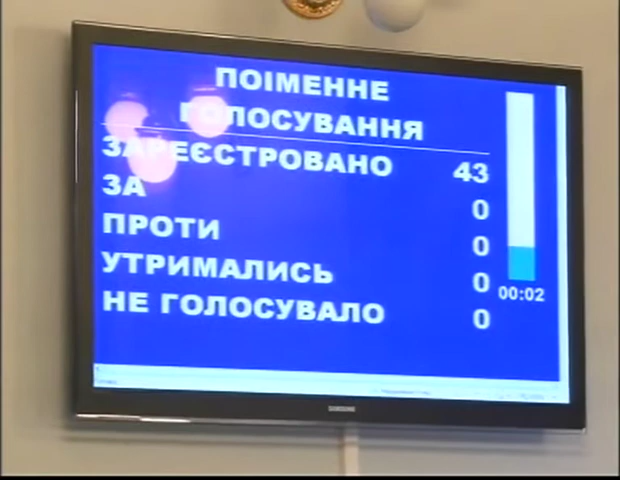 ПОІМЕННЕ
ГОЛОСУВАННЯ
ЗАРЕЄСТРОВАНО 43
ЗА 0
ПРОТИ 0
УТРИМАЛИСЬ 0
НЕ ГОЛОСУВАЛО 0
00:02
SAMSUNG